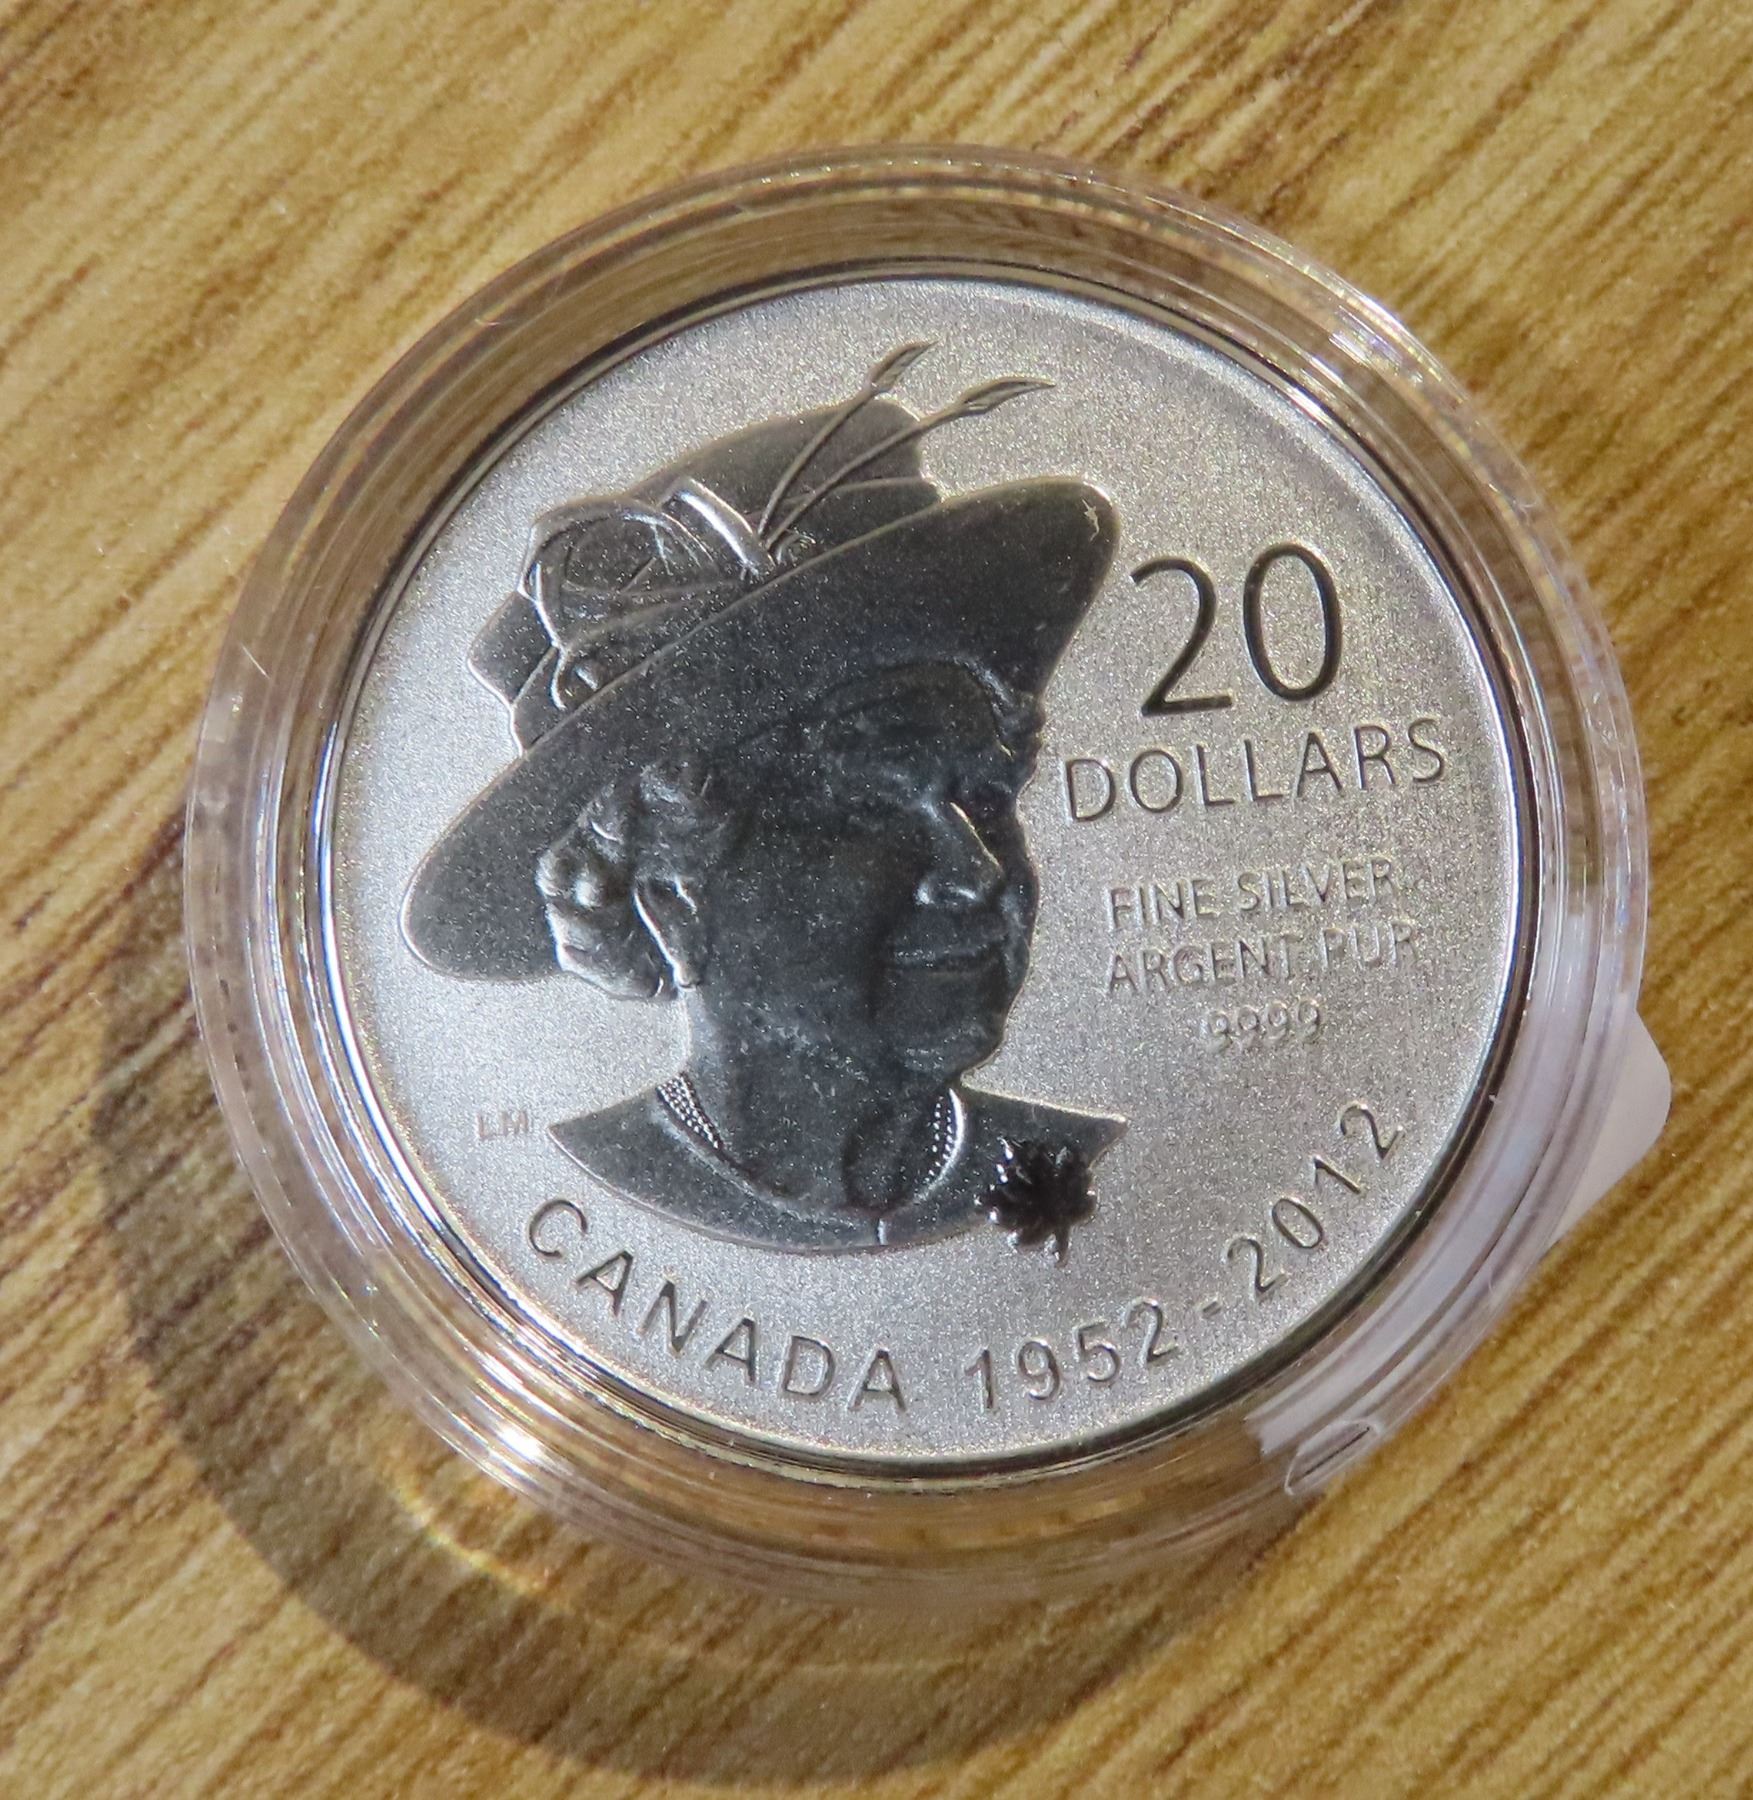 20
DOLLARS
FINE SILVER
ARGENT PUR
9999
LM
CANADA 1952-2012